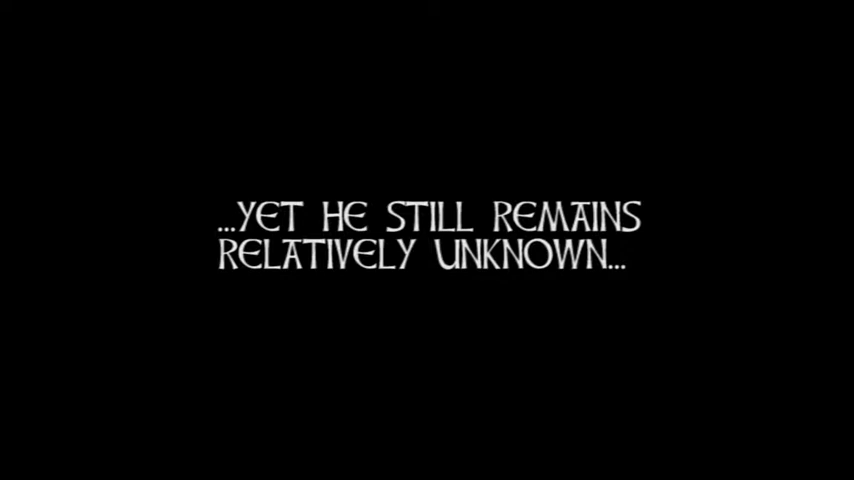 ...YET HE STILL REMAINS
RELATIVELY UNKNOWN...